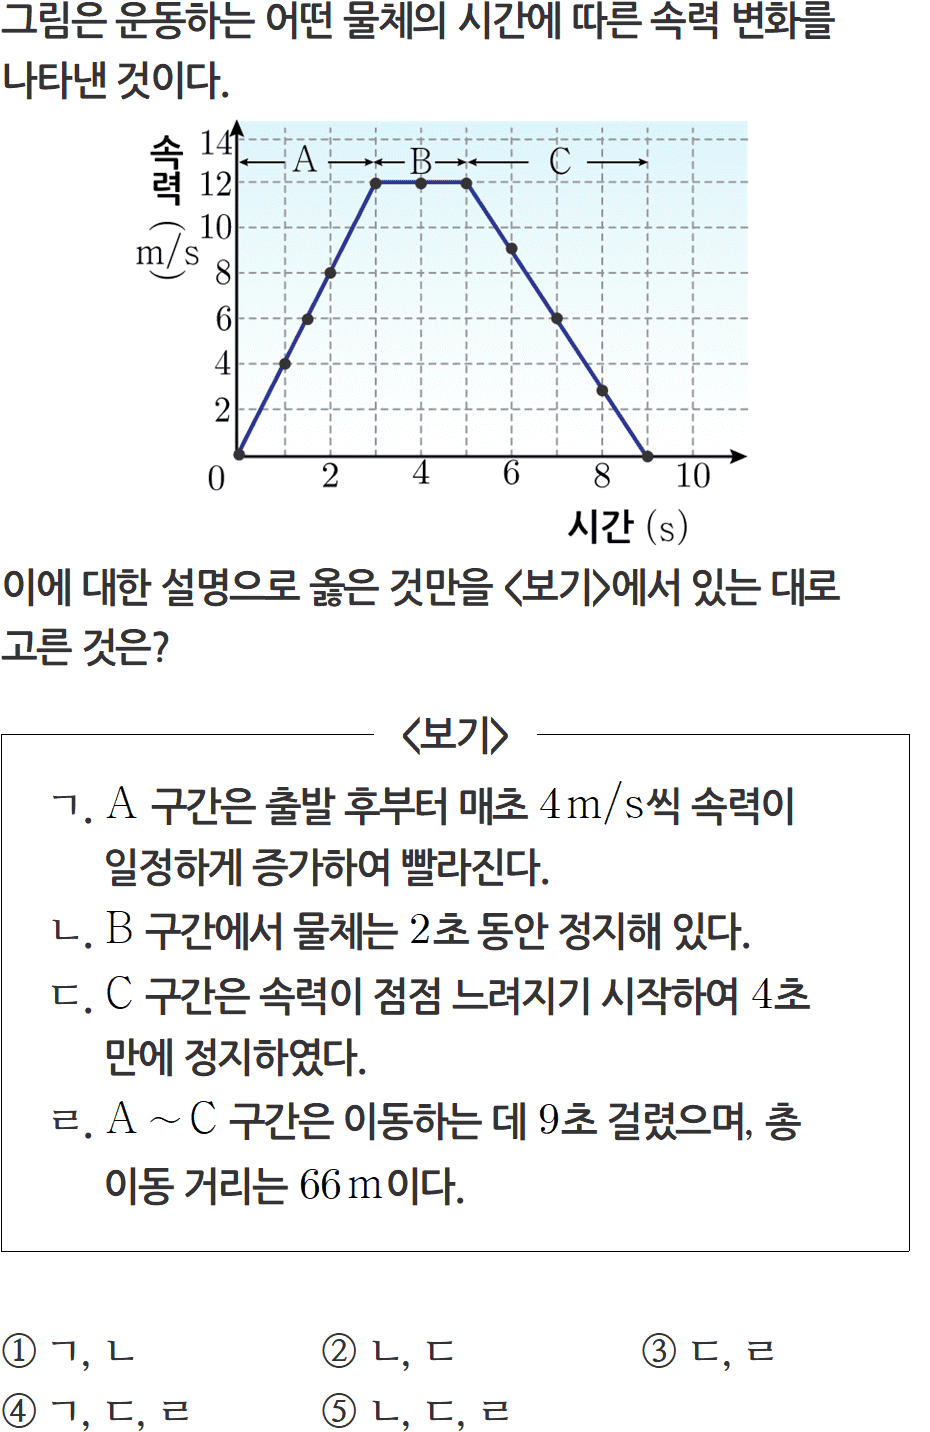 그림은 운동하는 어떤 물체의 시간에 따른 속력 변화를
나타낸 것이다.
속력 (m/s)
14
12
10
8
6
4
2
0
A B C
2 4 6 8 10
시간 (s)
이에 대한 설명으로 옳은 것만을 <보기>에서 있는 대로
고른 것은?
<보기>
ㄱ. A 구간은 출발 후부터 매초 4m/s씩 속력이
일정하게 증가하여 빨라진다.
ㄴ. B 구간에서 물체는 2초 동안 정지해 있다.
ㄷ. C 구간은 속력이 점점 느려지기 시작하여 4초
만에 정지하였다.
ㄹ. A ~ C 구간은 이동하는 데 9초 걸렸으며, 총
이동 거리는 66m이다.
① ㄱ, ㄴ ② ㄴ, ㄷ ③ ㄷ, ㄹ
④ ㄱ, ㄷ, ㄹ ⑤ ㄴ, ㄷ, ㄹ